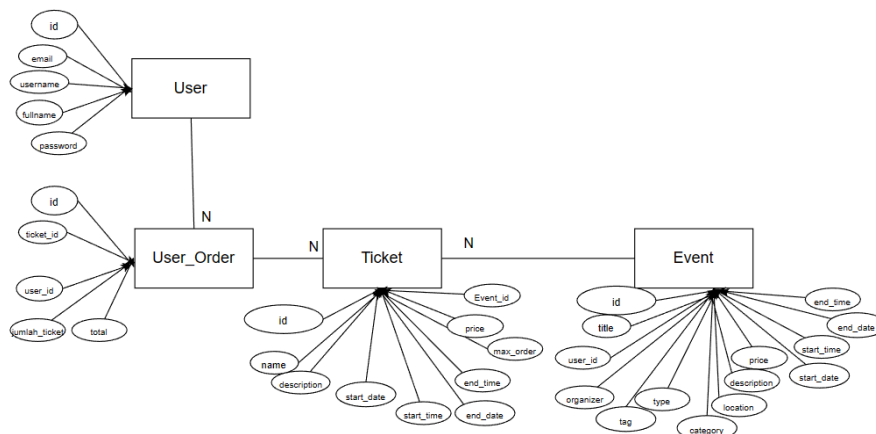 id
email
username
fullname
password
User
N
id
ticket_id
user_id
jumlah_ticket
total
User_Order
N
Ticket
N
Event
id
name
description
start_date
start_time
end_date
end_time
max_order
price
Event_id
id
title
user_id
organizer
tag
type
category
location
description
price
start_date
start_time
end_date
end_time